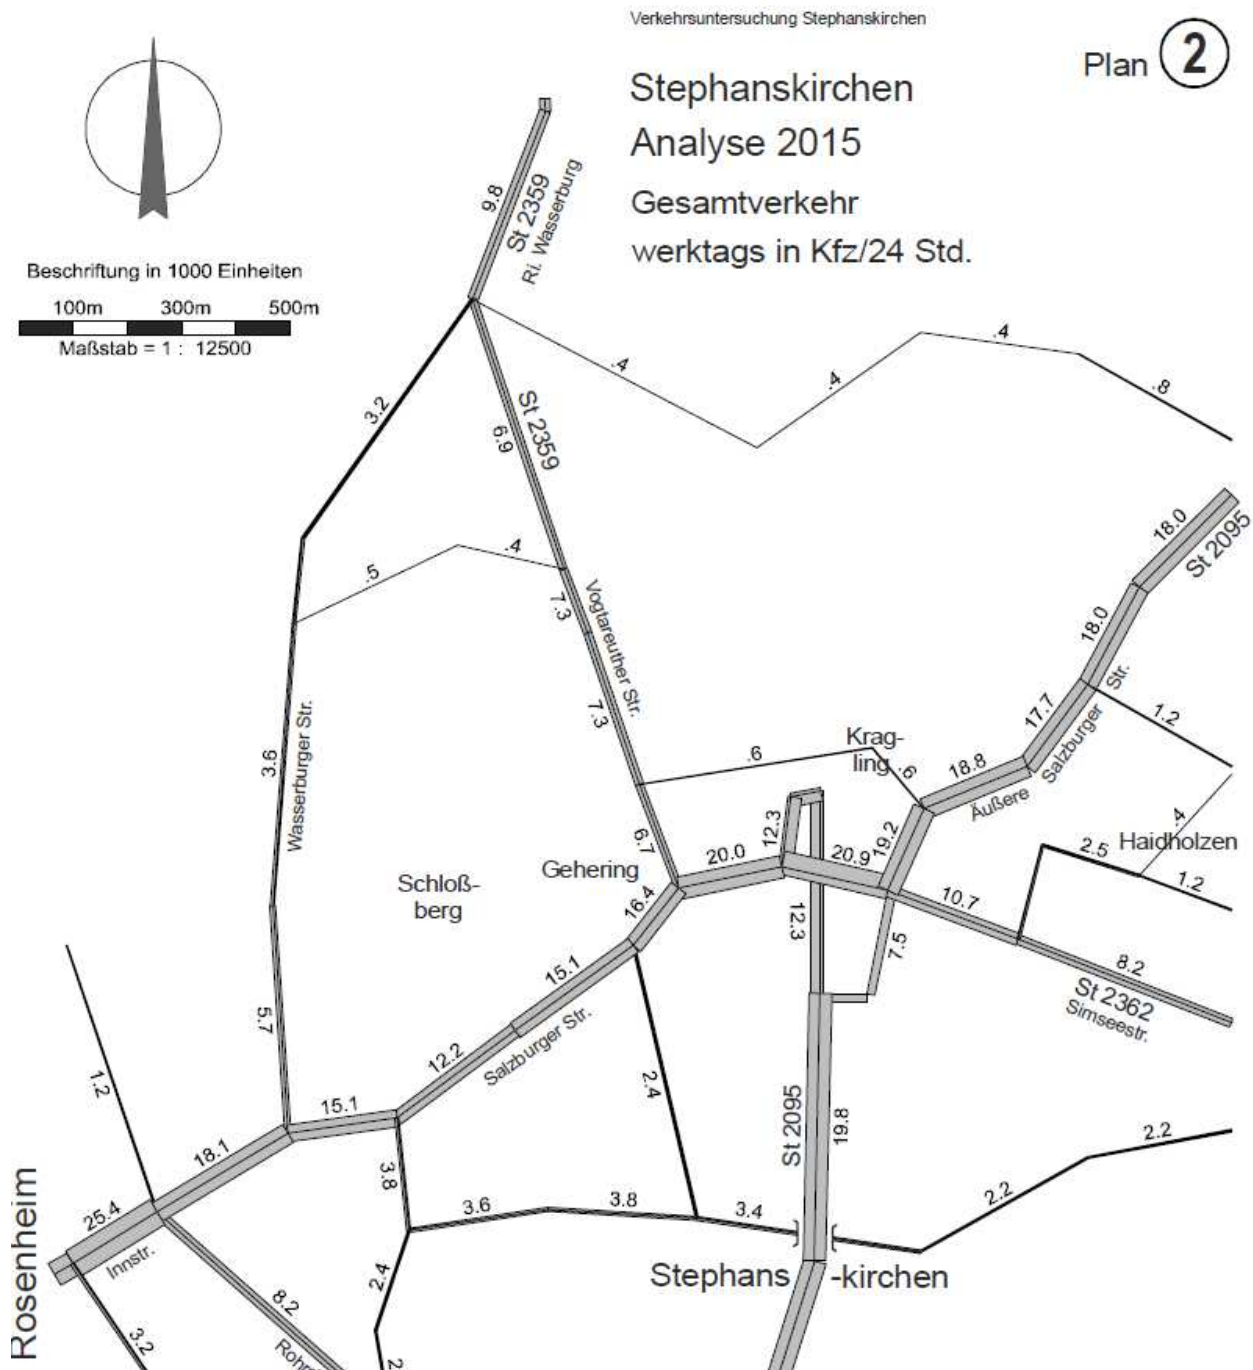 Verkehrsuntersuchung Stephanskirchen
Plan 2
Stephanskirchen
Analyse 2015
Gesamtverkehr
werktags in Kfz/24 Std.
Beschriftung in 1000 Einheiten
100m 300m 500m
Maßstab = 1 : 12500
9.8
St 2359
Ri. Wasserburg
.4
.4
.4
.8
3.2
St 2359
6.9
18.0
St 2095
.5
.4
7.3
Vogtareuther Str.
18.0
7.3
Str.
1.2
17.7
Salzburger
3.6
Wasserburger Str.
.6
Krag-
ling
.6
18.8
Äußere
12.3
19.2
.4
6.7
20.0
20.9
2.5
Haidholzen
Gehering
Schloß-
berg
16.4
10.7
1.2
12.3
7.5
15.1
8.2
St 2362
Simseestr.
5.7
12.2
Salzburger Str.
1.2
2.4
15.1
St 2095
19.8
18.1
3.8
2.2
25.4
Innstr.
3.6
3.8
3.4
2.2
Rosenheim
2.4
Stephans -kirchen
8.2
3.2